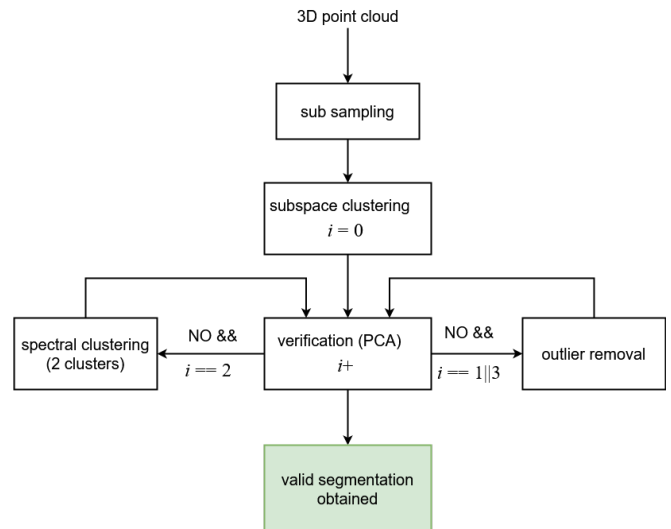 3D point cloud
sub sampling
subspace clustering
i = 0
spectral clustering
(2 clusters)
NO &&
i == 2
verification (PCA)
i+
NO &&
i == 1||3
outlier removal
valid segmentation
obtained